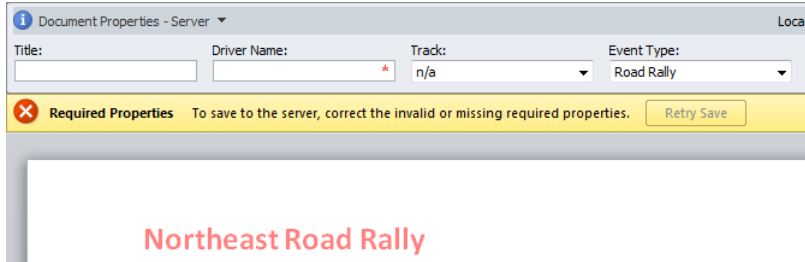 Document Properties - Server
Title: Driver Name: Track: Event Type:
* n/a Road Rally
Required Properties To save to the server, correct the invalid or missing required properties. Retry Save
Northeast Road Rally